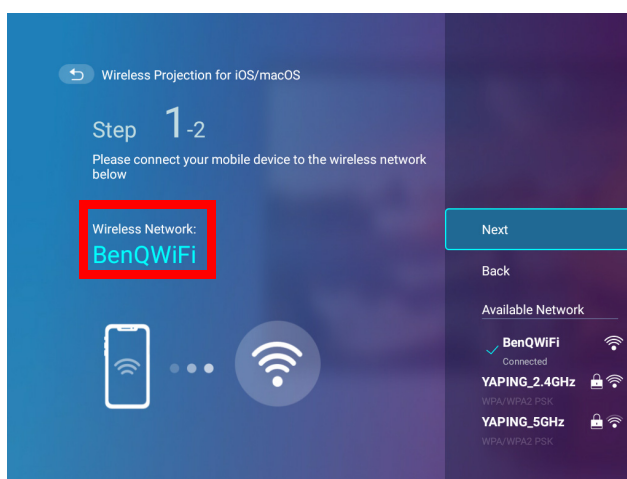 Wireless Projection for iOS/macOS
Step 1-2
Please connect your mobile device to the wireless network
below
Wireless Network:
BenQWiFi
Next
Back
Available Network
BenQWiFi
Connected
YAPING_2.4GHz
WPA/WPA2 PSK
YAPING_5GHz
WPA/WPA2 PSK